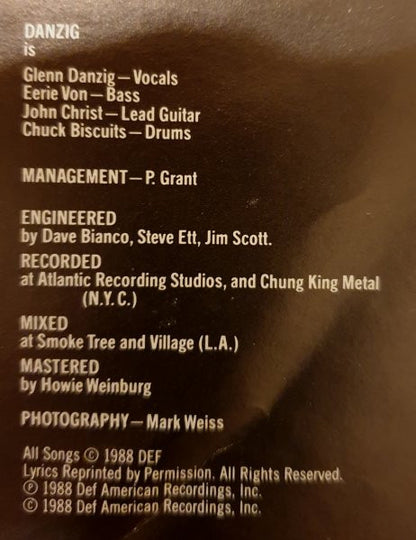 DANZIG
is
Glenn Danzig—Vocals
Eerie Von—Bass
John Christ—Lead Guitar
Chuck Biscuits—Drums
MANAGEMENT—P. Grant
ENGINEERED
by Dave Bianco, Steve Ett, Jim Scott.
RECORDED
at Atlantic Recording Studios, and Chung King Metal
(N.Y.C.)
MIXED
at Smoke Tree and Village (L.A.)
MASTERED
by Howie Weinburg
PHOTOGRAPHY—Mark Weiss
All Songs © 1988 DEF
Lyrics Reprinted by Permission. All Rights Reserved.
℗ 1988 Def American Recordings, Inc.
© 1988 Def American Recordings, Inc.